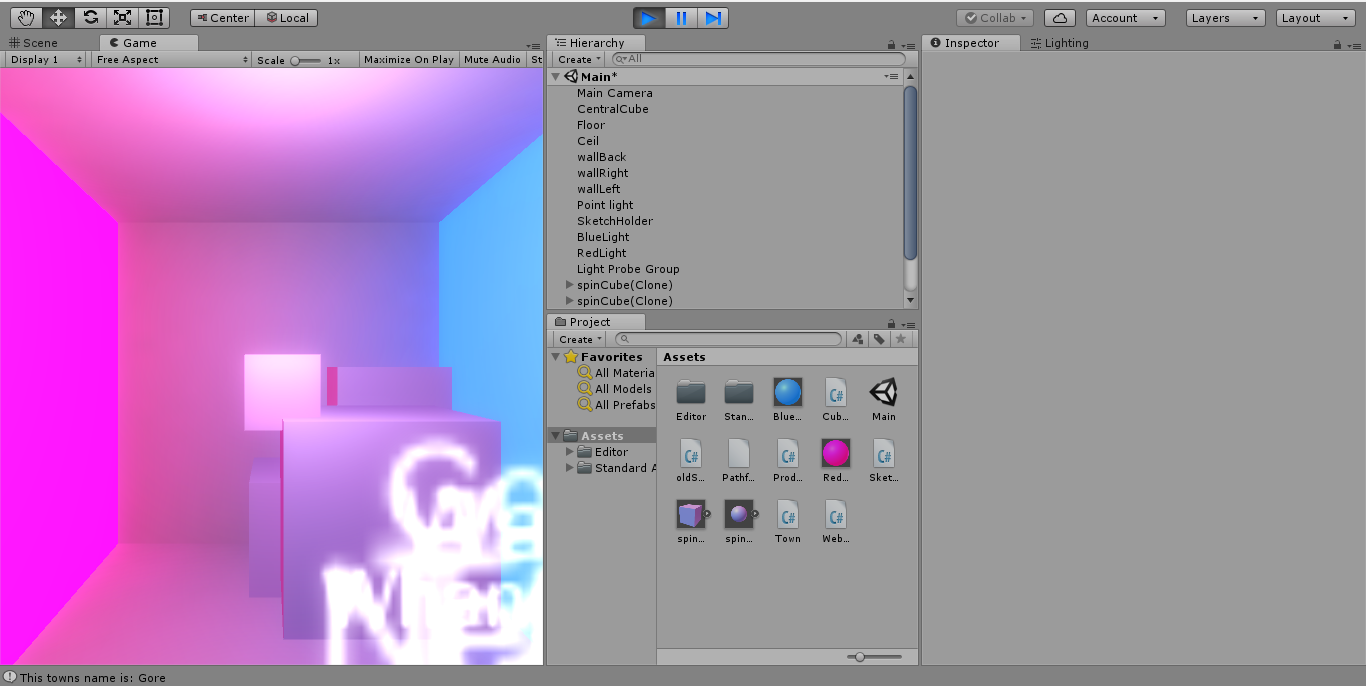 Center Local Collab Account Layers Layout
Scene Game
Display 1 Free Aspect Scale 1x Maximize On Play Mute Audio St
Hierarchy
Create All
Main*
Main Camera
CentralCube
Floor
Ceil
wallBack
wallRight
wallLeft
Point light
SketchHolder
BlueLight
RedLight
Light Probe Group
spinCube(Clone)
spinCube(Clone)
Project
Create
Favorites
All Materia
All Models
All Prefabs
Assets
Editor
Standard A
Assets
Editor Stan... Blue... Cub... Main
C#
oldS... Pathf... Prod... Red... Sket...
C# C# C#
spin... spin... Town Web...
C# C#
Inspector Lighting
This towns name is: Gore